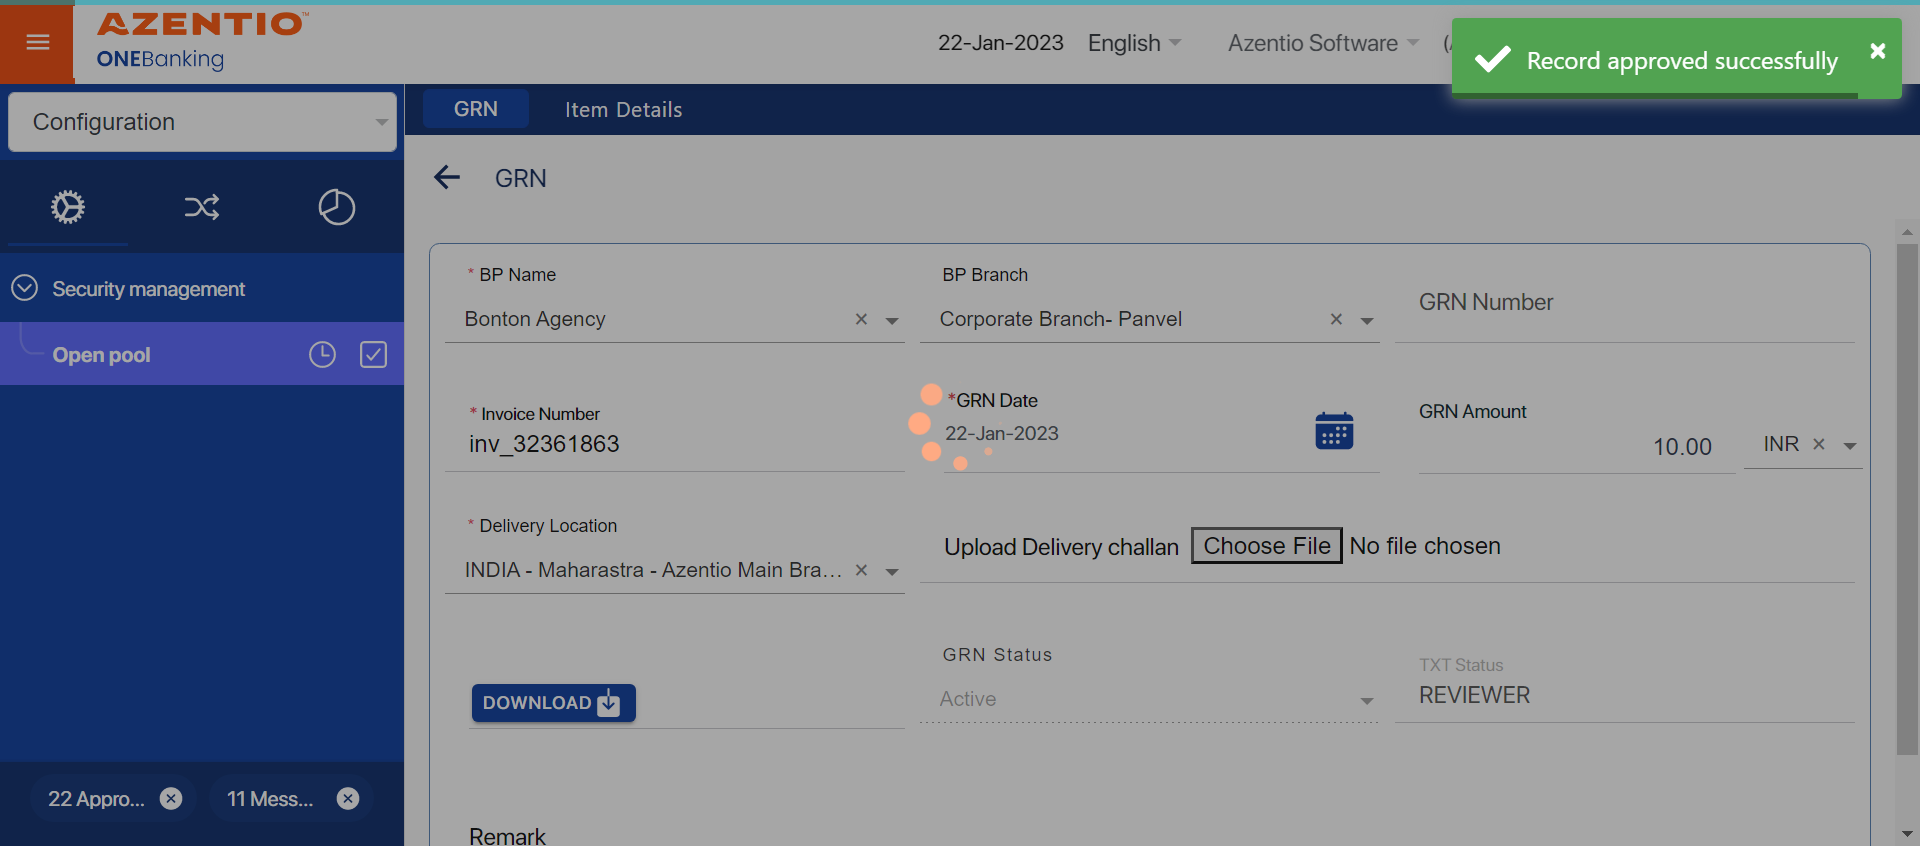 AZENTIO™
ONEBanking
22-Jan-2023 English Azentio Software
Record approved successfully
Configuration
GRN Item Details
GRN
Security management
Open pool
* BP Name
Bonton Agency
BP Branch
Corporate Branch- Panvel
GRN Number
* Invoice Number
inv_32361863
*GRN Date
22-Jan-2023
GRN Amount
10.00 INR
* Delivery Location
INDIA - Maharastra - Azentio Main Bra...
Upload Delivery challan Choose File No file chosen
DOWNLOAD
GRN Status
Active
TXT Status
REVIEWER
22 Appro... 11 Mess...
Remark